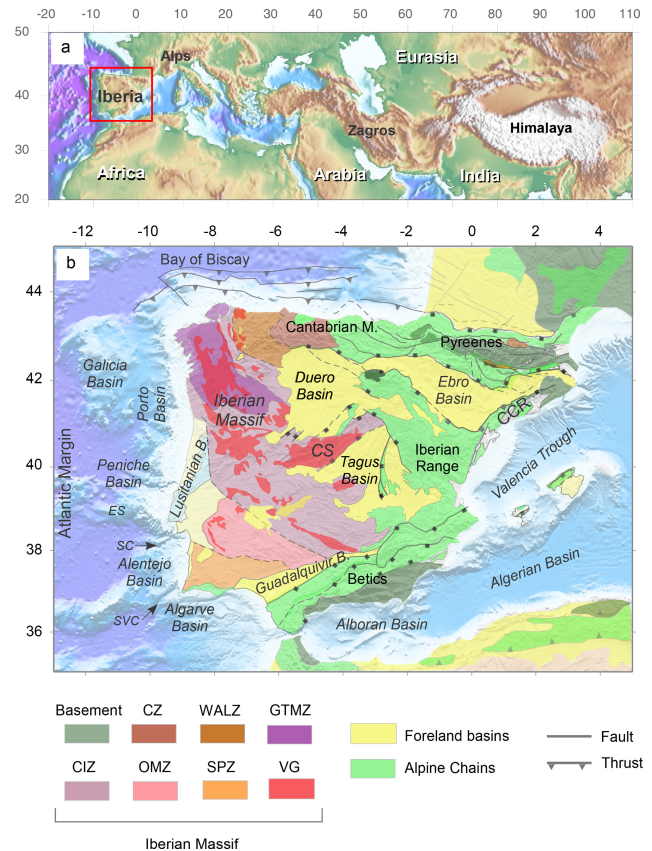 -20 -10 0 10 20 30 40 50 60 70 80 90 100 110
50
a
Alps
Eurasia
40
Iberia
Zagros
Himalaya
30
Africa
Arabia
India
20
-12 -10 -8 -6 -4 -2 0 2 4
b
Bay of Biscay
44
Cantabrian M.
Pyreenes
Galicia
Basin
Duero
Basin
Ebro
Basin
42
Porto
Basin
Iberian
Massif
CCR
CS
Iberian
Range
Tagus
Basin
Valencia Trough
40
Atlantic Margin
Peniche
Basin
Lusitanian B.
ES
SC
38
Alentejo
Basin
Guadalquivir B.
Betics
Algerian Basin
SVC
Algarve
Basin
Alboran Basin
36
Basement CZ WALZ GTMZ
Foreland basins
Fault
CIZ OMZ SPZ VG
Alpine Chains
Thrust
Iberian Massif